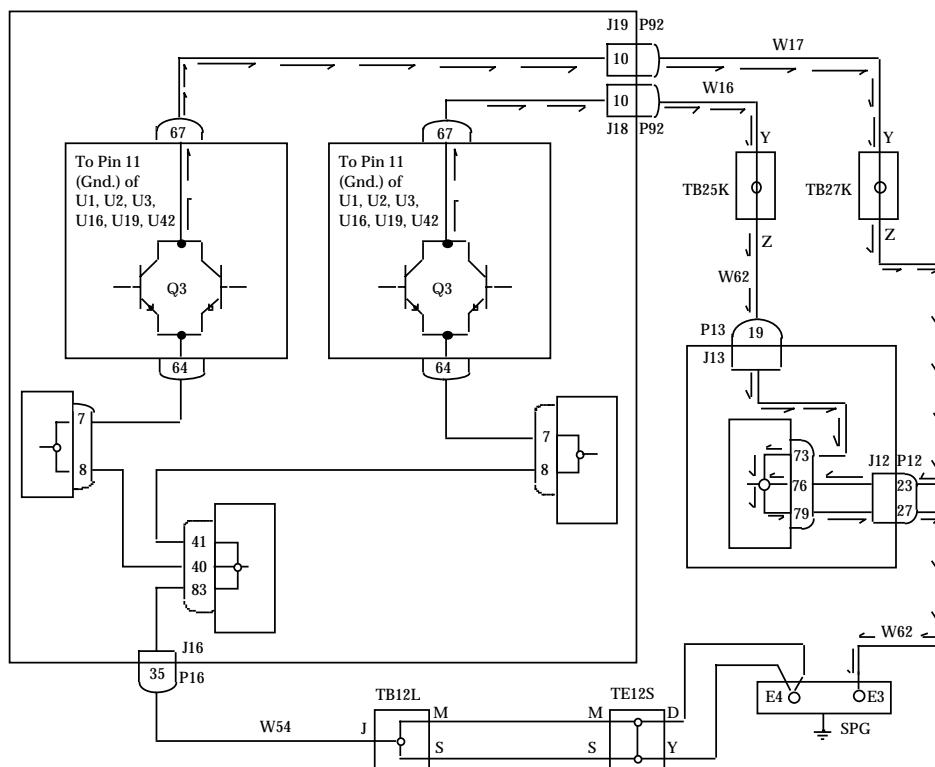 J19 P92
W17
10
W16
10
J18 P92
67
67
To Pin 11
(Gnd.) of
U1, U2, U3,
U16, U19, U42
To Pin 11
(Gnd.) of
U1, U2, U3,
U16, U19, U42
Y
Y
TB25K
TB27K
Z
Z
Q3
Q3
W62
P13
19
J13
64
64
7
8
7
8
73
76
79
J12 P12
23
27
41
40
83
J16
35
P16
W62
TB12L
TE12S
E4
E3
SPG
W54
J
M
S
M
S
D
Y